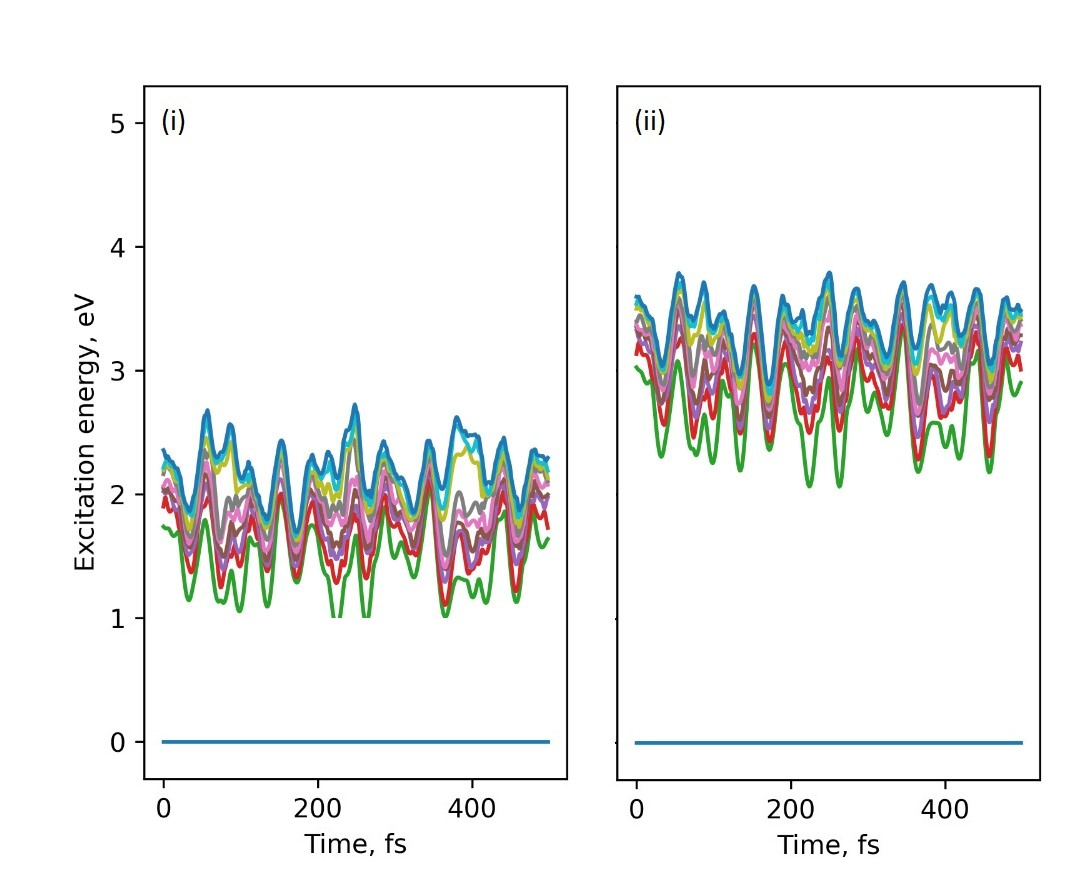 (i)
(ii)
Excitation energy, eV
5
4
3
2
1
0
0 200 400
0 200 400
Time, fs
Time, fs